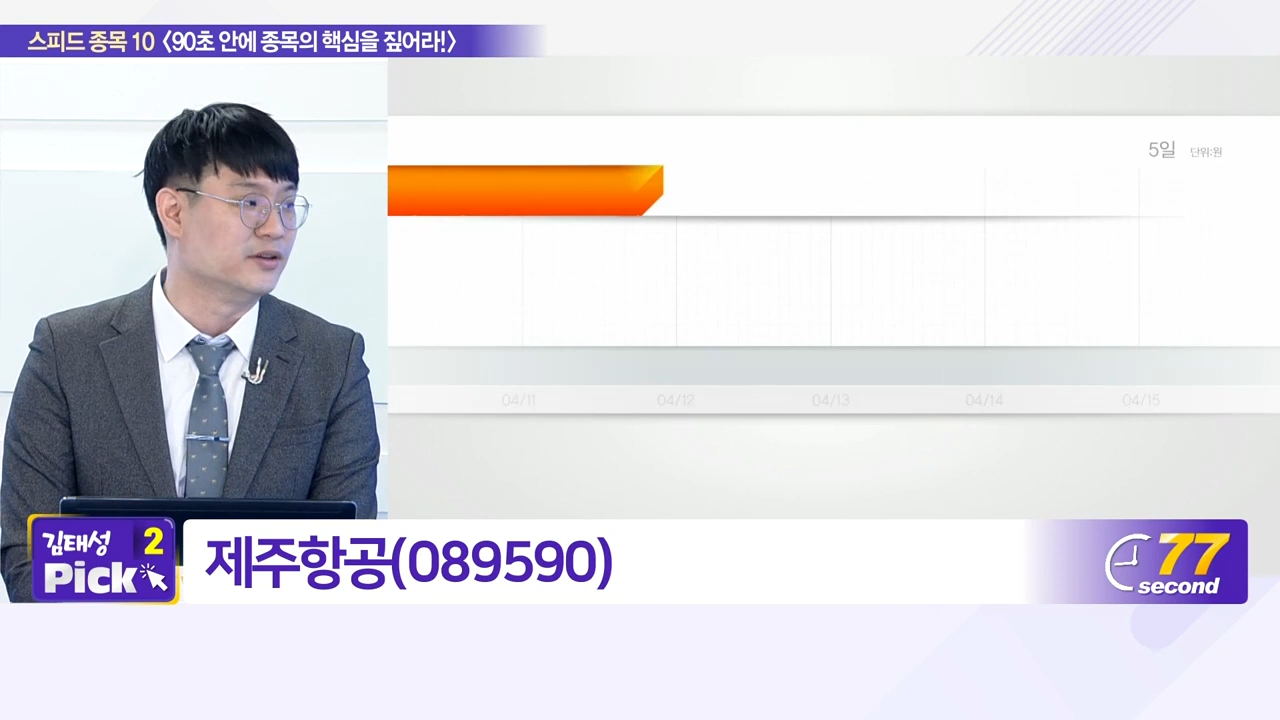 스피드 종목 10 〈90초 안에 종목의 핵심을 짚어라!〉
5일 단위:원
04/11 04/12 04/13 04/14 04/15
김태성 2
Pick
제주항공(089590)
77
second